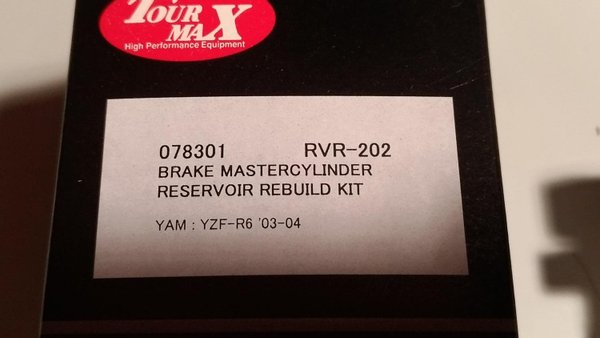 TOUR
MAX
High Performance Equipment
078301 RVR-202
BRAKE MASTERCYLINDER
RESERVOIR REBUILD KIT
YAM : YZF-R6 '03-04